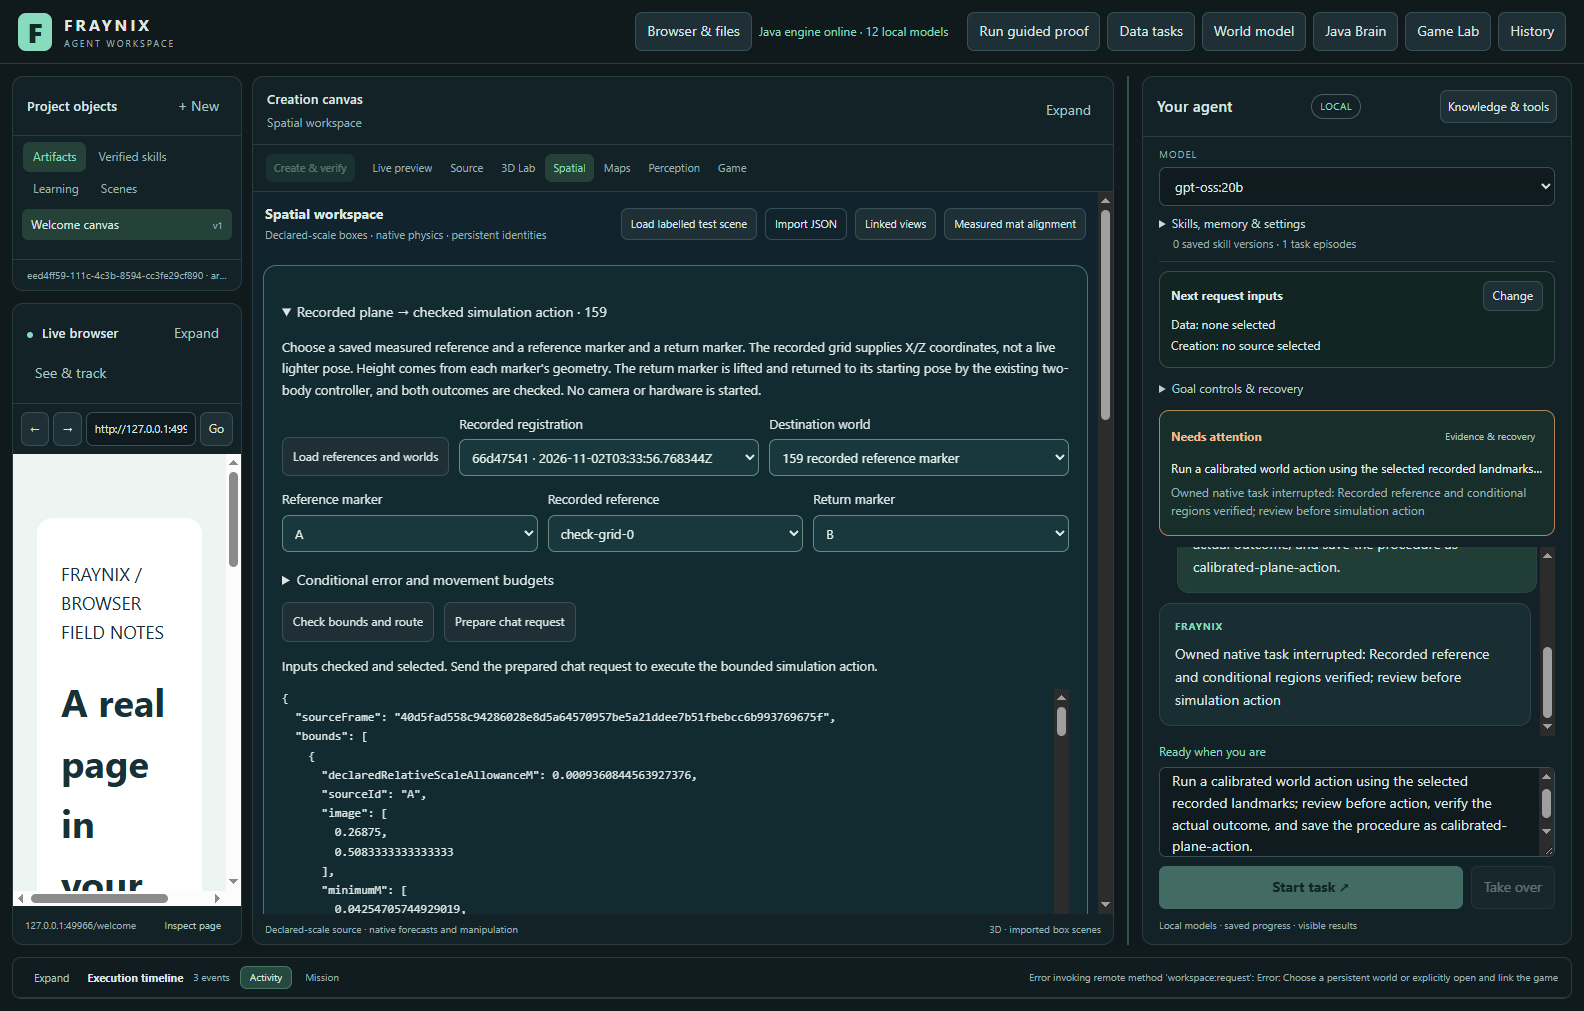 F
FRAYNIX
AGENT WORKSPACE
Browser & files
Java engine online · 12 local models
Run guided proof
Data tasks
World model
Java Brain
Game Lab
History
Project objects
+ New
Artifacts
Verified skills
Learning
Scenes
Welcome canvas
v1
eed4ff59-111c-4c3b-8594-cc3fe29cf890 · ar...
Live browser
Expand
See & track
←
→
http://127.0.0.1:499
Go
FRAYNIX /
BROWSER
FIELD NOTES
A real
page
in
your
127.0.0.1:49966/welcome
Inspect page
Creation canvas
Spatial workspace
Expand
Create & verify
Live preview
Source
3D Lab
Spatial
Maps
Perception
Game
Spatial workspace
Declared-scale boxes · native physics · persistent identities
Load labelled test scene
Import JSON
Linked views
Measured mat alignment
▼ Recorded plane → checked simulation action · 159
Choose a saved measured reference and a reference marker and a return marker. The recorded grid supplies X/Z coordinates, not a live
lighter pose. Height comes from each marker's geometry. The return marker is lifted and returned to its starting pose by the existing two-
body controller, and both outcomes are checked. No camera or hardware is started.
Load references and worlds
Recorded registration
66d47541 · 2026-11-02T03:33:56.768344Z
Destination world
159 recorded reference marker
Reference marker
A
Recorded reference
check-grid-0
Return marker
B
▶ Conditional error and movement budgets
Check bounds and route
Prepare chat request
Inputs checked and selected. Send the prepared chat request to execute the bounded simulation action.
{
"sourceFrame": "40d5fad558c94286028e8d5a64570957be5a21ddee7b51fbebcc6b993769675f",
"bounds": [
{
"declaredRelativeScaleAllowanceM": 0.0009360844563927376,
"sourceId": "A",
"image": [
0.26875,
0.5083333333333333
],
"minimumM": [
0.04254705744929019,
Declared-scale source · native forecasts and manipulation
3D · imported box scenes
Your agent
LOCAL
Knowledge & tools
MODEL
gpt-oss:20b
▶ Skills, memory & settings
0 saved skill versions · 1 task episodes
Next request inputs
Change
Data: none selected
Creation: no source selected
▶ Goal controls & recovery
Needs attention
Evidence & recovery
Run a calibrated world action using the selected recorded landmarks...
Owned native task interrupted: Recorded reference and conditional
regions verified; review before simulation action
actual outcome, and save the procedure as
calibrated-plane-action.
FRAYNIX
Owned native task interrupted: Recorded reference
and conditional regions verified; review before
simulation action
Ready when you are
Run a calibrated world action using the selected
recorded landmarks; review before action, verify the
actual outcome, and save the procedure as calibrated-
plane-action.
Start task ↗
Take over
Local models · saved progress · visible results
Expand
Execution timeline
3 events
Activity
Mission
Error invoking remote method 'workspace:request': Error: Choose a persistent world or explicitly open and link the game